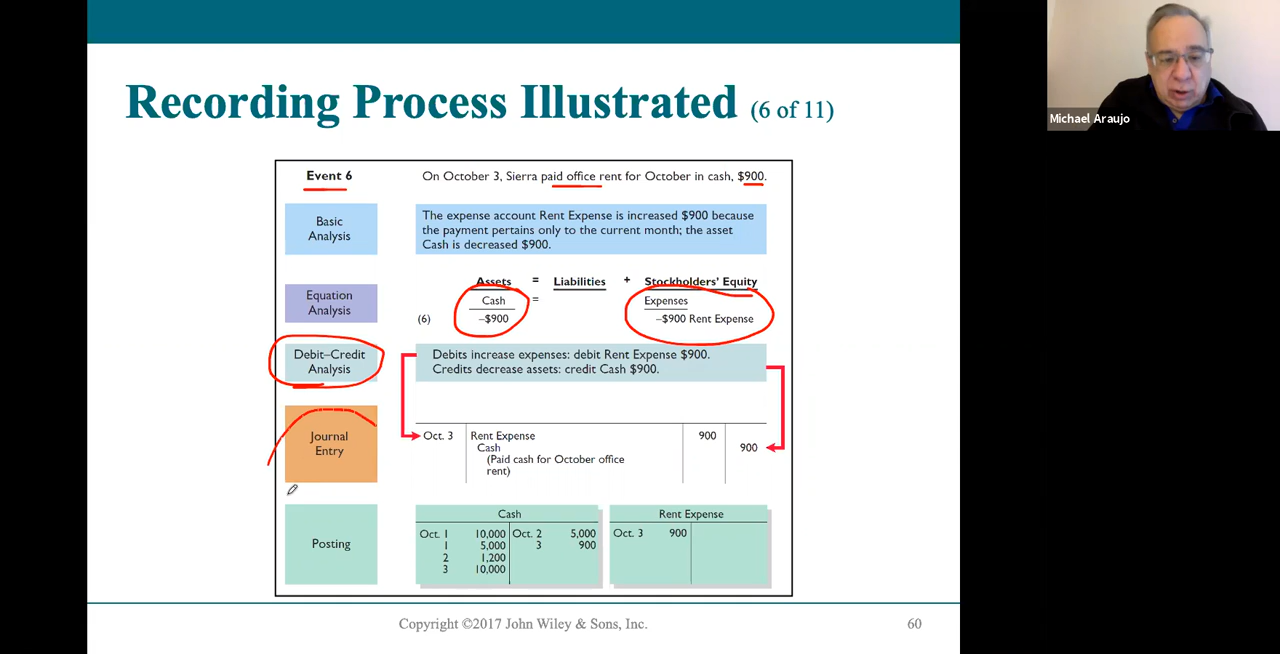 Recording Process Illustrated (6 of 11)
Michael Araujo
Event 6
On October 3, Sierra paid office rent for October in cash, $900.
Basic
Analysis
The expense account Rent Expense is increased $900 because
the payment pertains only to the current month; the asset
Cash is decreased $900.
Equation
Analysis
Assets = Liabilities + Stockholders' Equity
Cash = Expenses
(6) –$900 –$900 Rent Expense
Debit–Credit
Analysis
Debits increase expenses: debit Rent Expense $900.
Credits decrease assets: credit Cash $900.
Journal
Entry
Oct. 3 Rent Expense 900
Cash 900
(Paid cash for October office
rent)
Posting
Cash
Oct. 1 10,000 Oct. 2 5,000
1 5,000 3 900
2 1,200
3 10,000
Rent Expense
Oct. 3 900
Copyright ©2017 John Wiley & Sons, Inc.
60